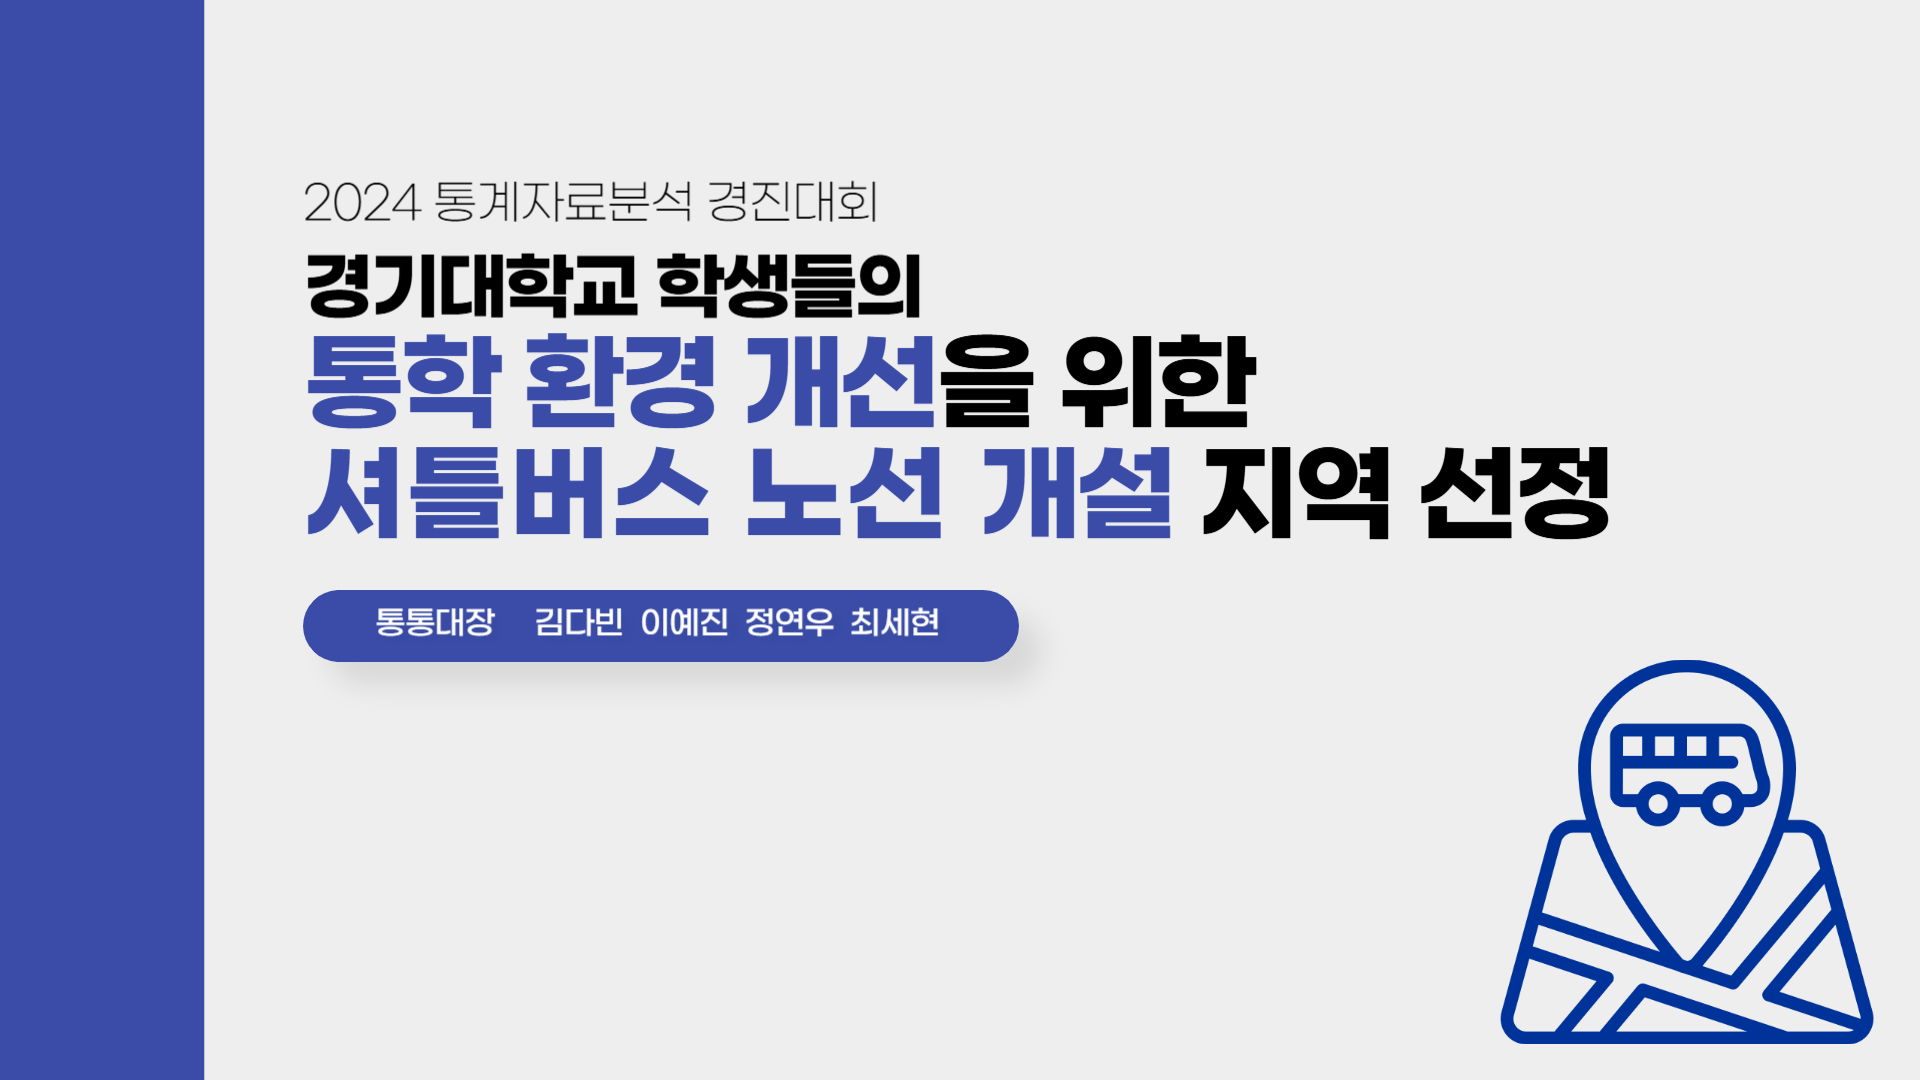 2024 통계자료분석 경진대회
경기대학교 학생들의
통학 환경 개선을 위한
셔틀버스 노선 개설 지역 선정
통통대장 김다빈 이예진 정연우 최세현